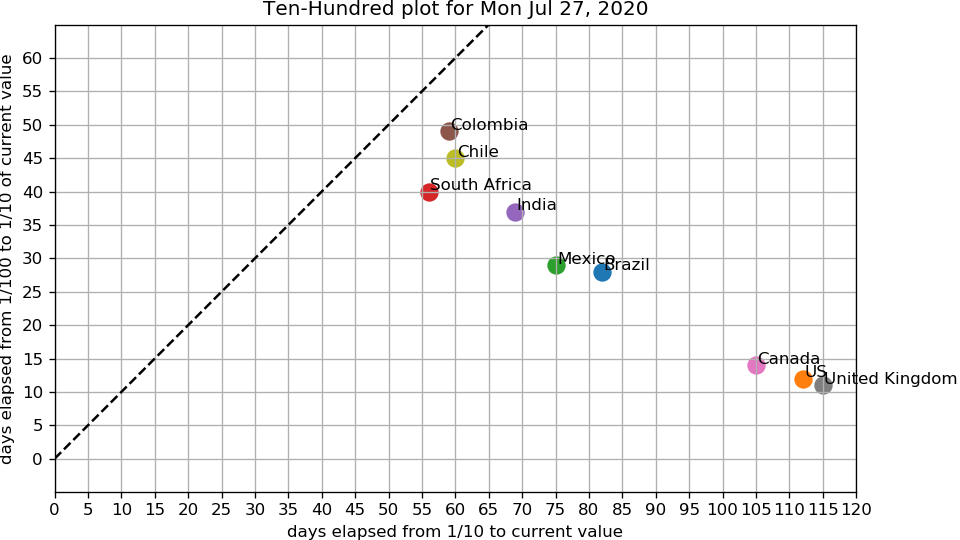 Ten-Hundred plot for Mon Jul 27, 2020
days elapsed from 1/100 to 1/10 of current value
60
55
50
45
40
35
30
25
20
15
10
5
0
Colombia
Chile
South Africa
India
Mexico
Brazil
Canada
US
United Kingdom
0 5 10 15 20 25 30 35 40 45 50 55 60 65 70 75 80 85 90 95 100 105 110 115 120
days elapsed from 1/10 to current value